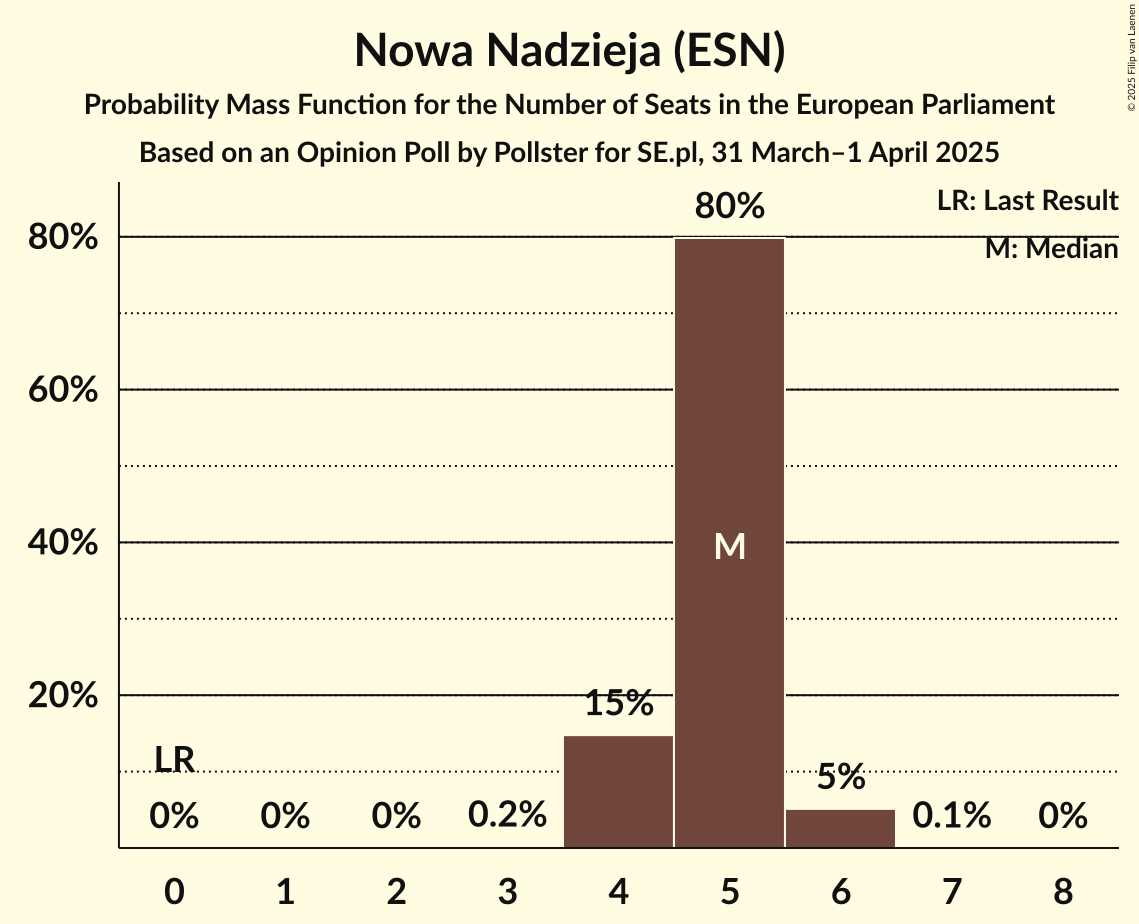 Nowa Nadzieja (ESN)
Probability Mass Function for the Number of Seats in the European Parliament
Based on an Opinion Poll by Pollster for SE.pl, 31 March–1 April 2025
© 2025 Filip van Laenen
LR: Last Result
M: Median
80%
80%
60%
40%
M
20%
15%
LR
5%
0% 0% 0% 0.2% 0.1% 0%
0 1 2 3 4 5 6 7 8